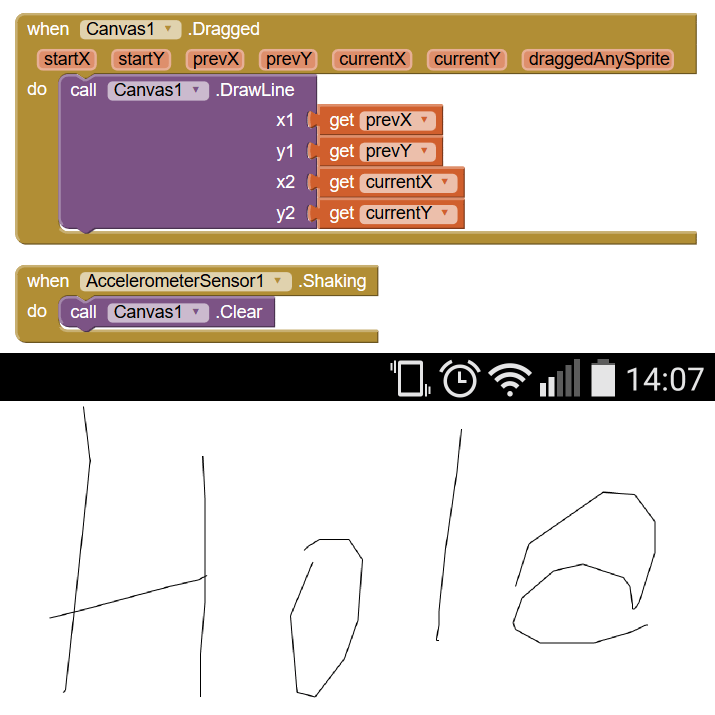 when Canvas1 .Dragged
startX startY prevX prevY currentX currentY draggedAnySprite
do call Canvas1 .DrawLine
x1 get prevX
y1 get prevY
x2 get currentX
y2 get currentY
when AccelerometerSensor1 .Shaking
do call Canvas1 .Clear
14:07
Hola